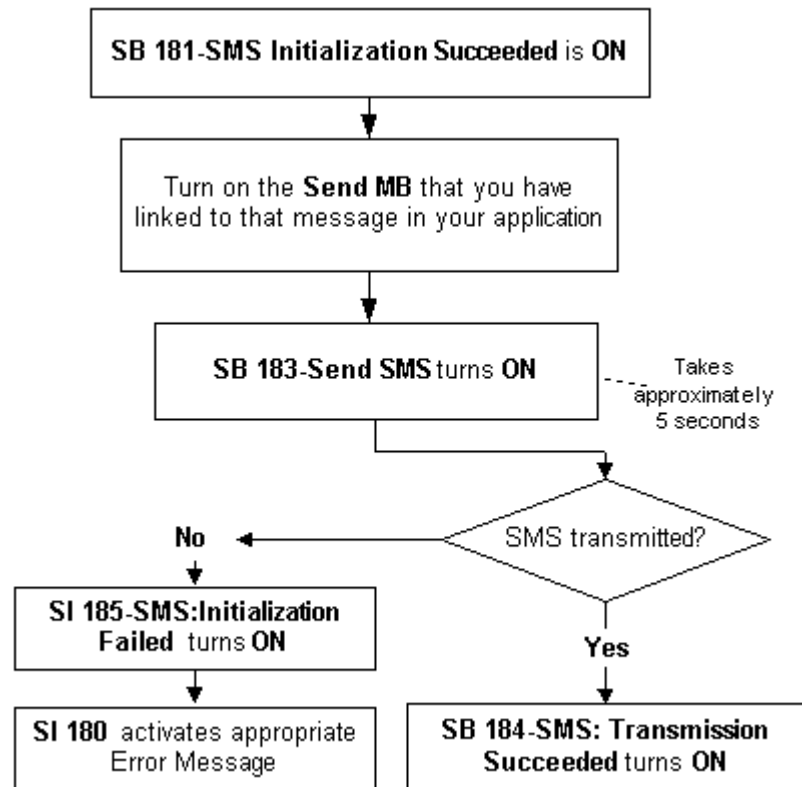 SB 181-SMS Initialization Succeeded is ON
Turn on the Send MB that you have
linked to that message in your application
SB 183-Send SMS turns ON
Takes
approximately
5 seconds
SMS transmitted?
No
SI 185-SMS:Initialization
Failed turns ON
SI 180 activates appropriate
Error Message
Yes
SB 184-SMS: Transmission
Succeeded turns ON